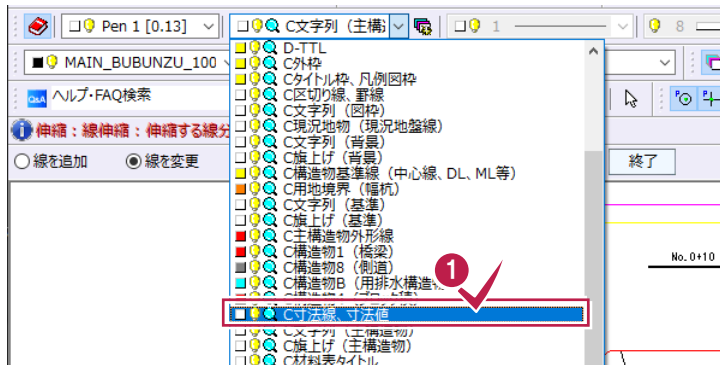 Pen 1 [0.13]
C文字列（主構
1
8
MAIN_BUBUNZU_100
Q&A ヘルプ・FAQ検索
伸縮：線伸縮：伸縮する線分
線を追加 線を変更
終了
D-TTL
C外枠
Cタイトル枠、凡例図枠
C区切り線、罫線
C文字列（図枠）
C現況地物（現況地盤線）
C文字列（背景）
C旗上げ（背景）
C構造物基準線（中心線、DL、ML等）
C用地境界（幅杭）
C文字列（基準）
C旗上げ（基準）
C主構造物外形線
C構造物1（橋梁）
C構造物8（側道）
C構造物B（用排水構造
C寸法線、寸法値
C文字列（主構造物）
C旗上げ（主構造物）
C材料表タイトル
1
No.0+10